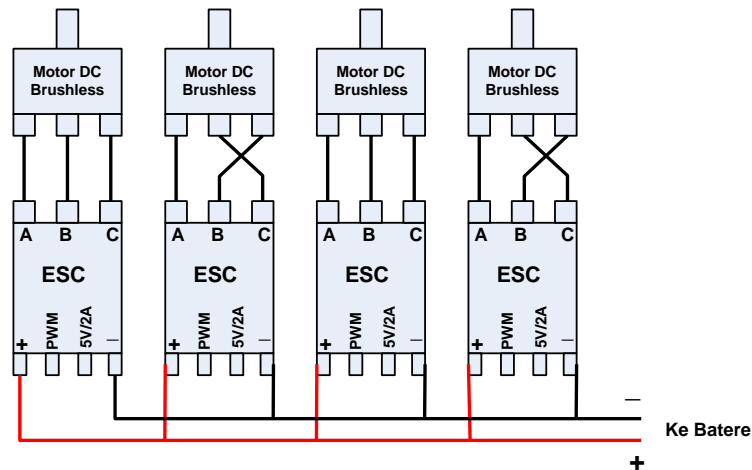 Motor DC
Brushless
Motor DC
Brushless
Motor DC
Brushless
Motor DC
Brushless
A B C
A B C
A B C
A B C
ESC
ESC
ESC
ESC
+ PWM 5V/2A _
+ PWM 5V/2A _
+ PWM 5V/2A _
+ PWM 5V/2A _
_
Ke Batere
+